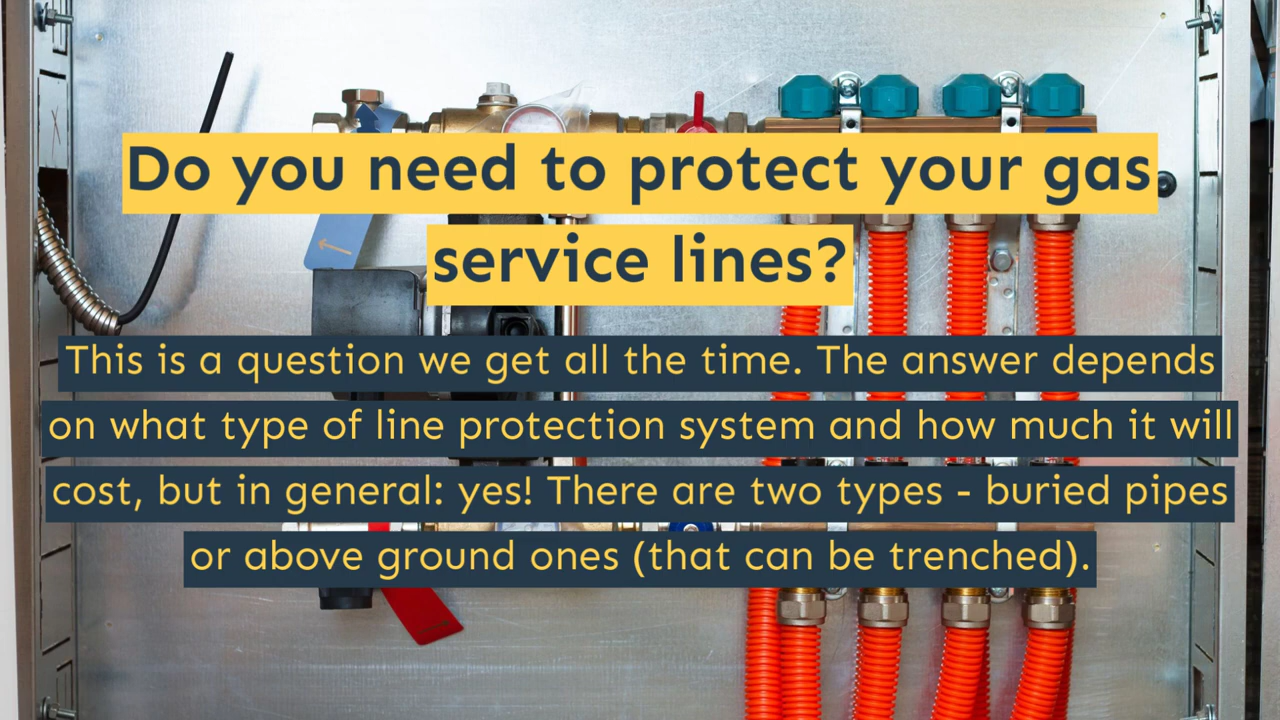 Do you need to protect your gas
service lines?
This is a question we get all the time. The answer depends
on what type of line protection system and how much it will
cost, but in general: yes! There are two types - buried pipes
or above ground ones (that can be trenched).